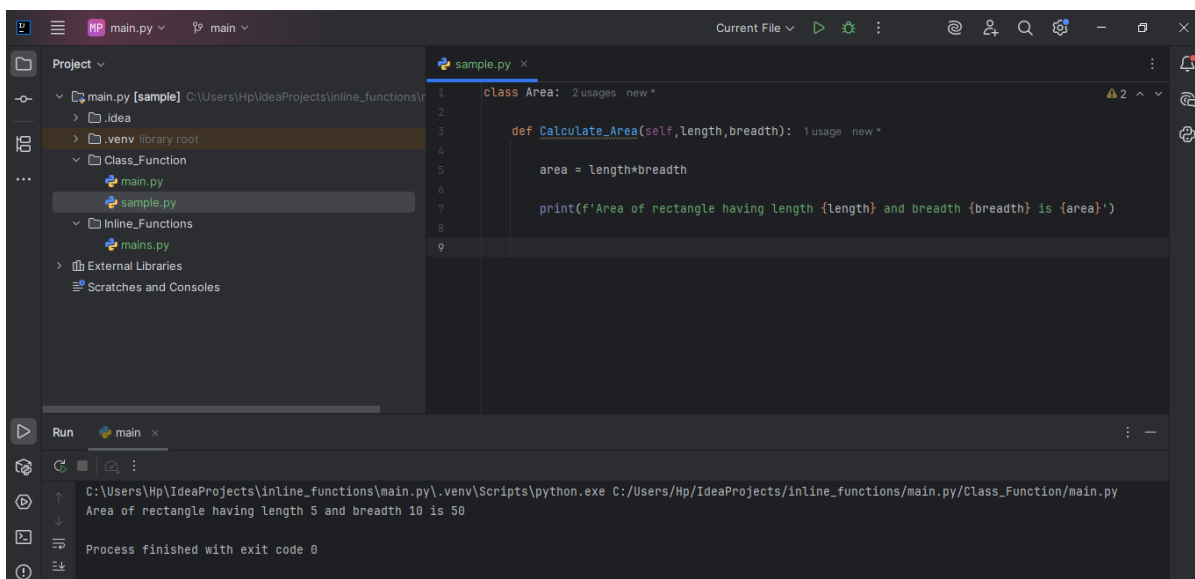 MP main.py main Current File
Project
main.py [sample] C:\Users\Hp\IdeaProjects\inline_functions\
.idea
.venv library root
Class_Function
main.py
sample.py
Inline_Functions
mains.py
External Libraries
Scratches and Consoles
sample.py
1 class Area: 2 usages new *
2
3 def Calculate_Area(self,length,breadth): 1 usage new *
4
5 area = length*breadth
6
7 print(f'Area of rectangle having length {length} and breadth {breadth} is {area}')
8
9
2
Run main
C:\Users\Hp\IdeaProjects\inline_functions\main.py\.venv\Scripts\python.exe C:/Users/Hp/IdeaProjects/inline_functions/main.py/Class_Function/main.py
Area of rectangle having length 5 and breadth 10 is 50
Process finished with exit code 0